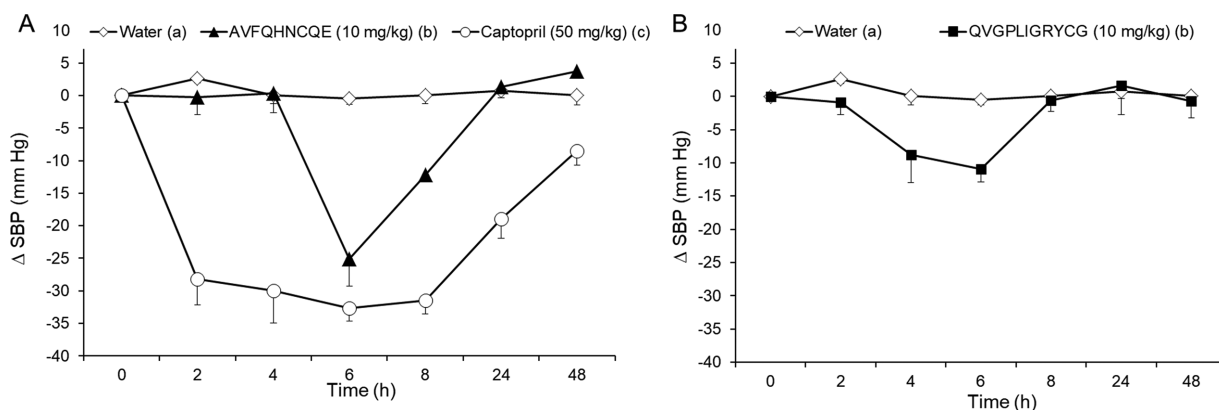 A
10
Water (a) AVFQHNCQE (10 mg/kg) (b) Captopril (50 mg/kg) (c)
5
0
-5
-10
-15
-20
-25
-30
-35
-40
Δ SBP (mm Hg)
0 2 4 6 8 24 48
Time (h)
B
10
Water (a) QVGPLIGRYCG (10 mg/kg) (b)
5
0
-5
-10
-15
-20
-25
-30
-35
-40
Δ SBP (mm Hg)
0 2 4 6 8 24 48
Time (h)